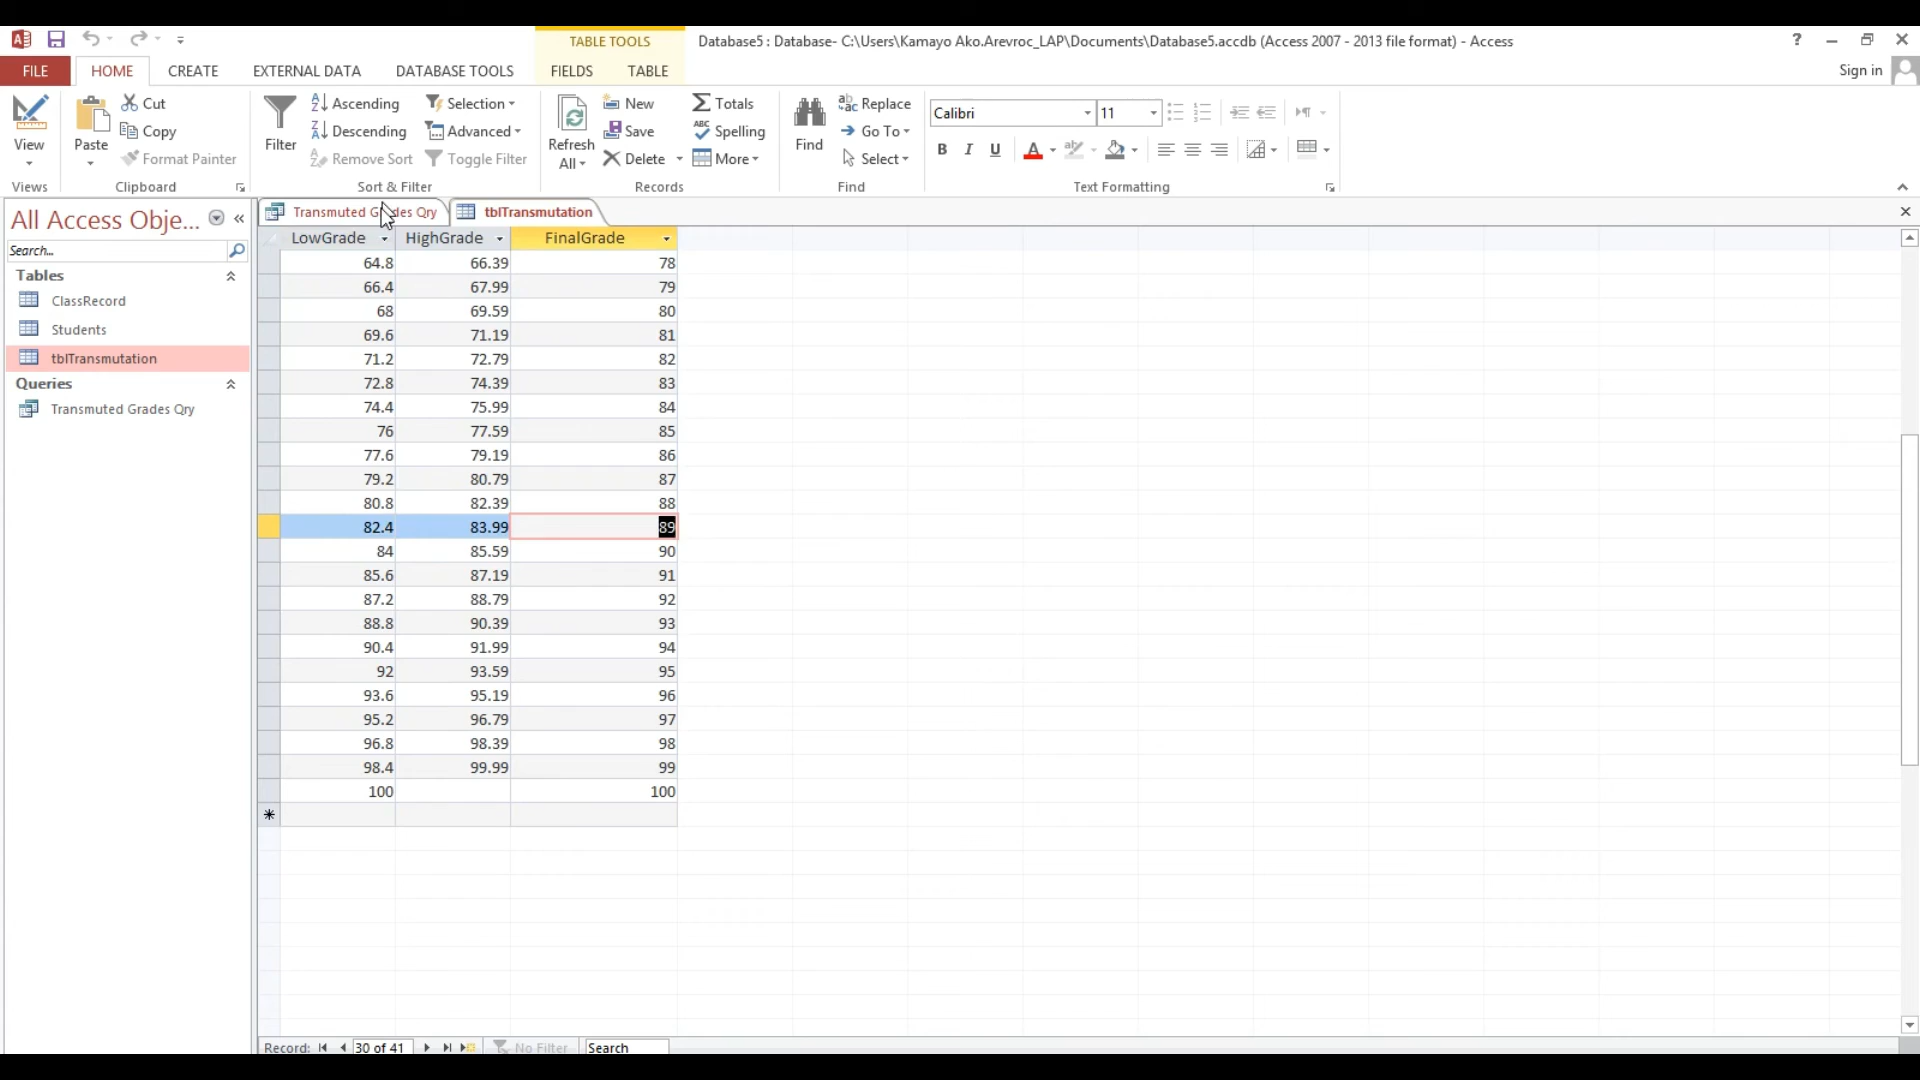 TABLE TOOLS
Database5 : Database- C:\Users\Kamayo Ako.Arevroc_LAP\Documents\Database5.accdb (Access 2007 - 2013 file format) - Access
?
FILE HOME CREATE EXTERNAL DATA DATABASE TOOLS FIELDS TABLE
Sign in
View
Views
Paste
Cut
Copy
Format Painter
Clipboard
Filter
Ascending
Descending
Remove Sort
Selection
Advanced
Toggle Filter
Sort & Filter
Refresh
All
New
Save
Delete
Totals
Spelling
More
Records
Find
Replace
Go To
Select
Find
Calibri 11
B I U A
Text Formatting
All Access Obje...
Search...
Tables
ClassRecord
Students
tblTransmutation
Queries
Transmuted Grades Qry
Transmuted Grades Qry tblTransmutation
LowGrade HighGrade FinalGrade
64.8 66.39 78
66.4 67.99 79
68 69.59 80
69.6 71.19 81
71.2 72.79 82
72.8 74.39 83
74.4 75.99 84
76 77.59 85
77.6 79.19 86
79.2 80.79 87
80.8 82.39 88
82.4 83.99 89
84 85.59 90
85.6 87.19 91
87.2 88.79 92
88.8 90.39 93
90.4 91.99 94
92 93.59 95
93.6 95.19 96
95.2 96.79 97
96.8 98.39 98
98.4 99.99 99
100 100
Record: 30 of 41 No Filter Search